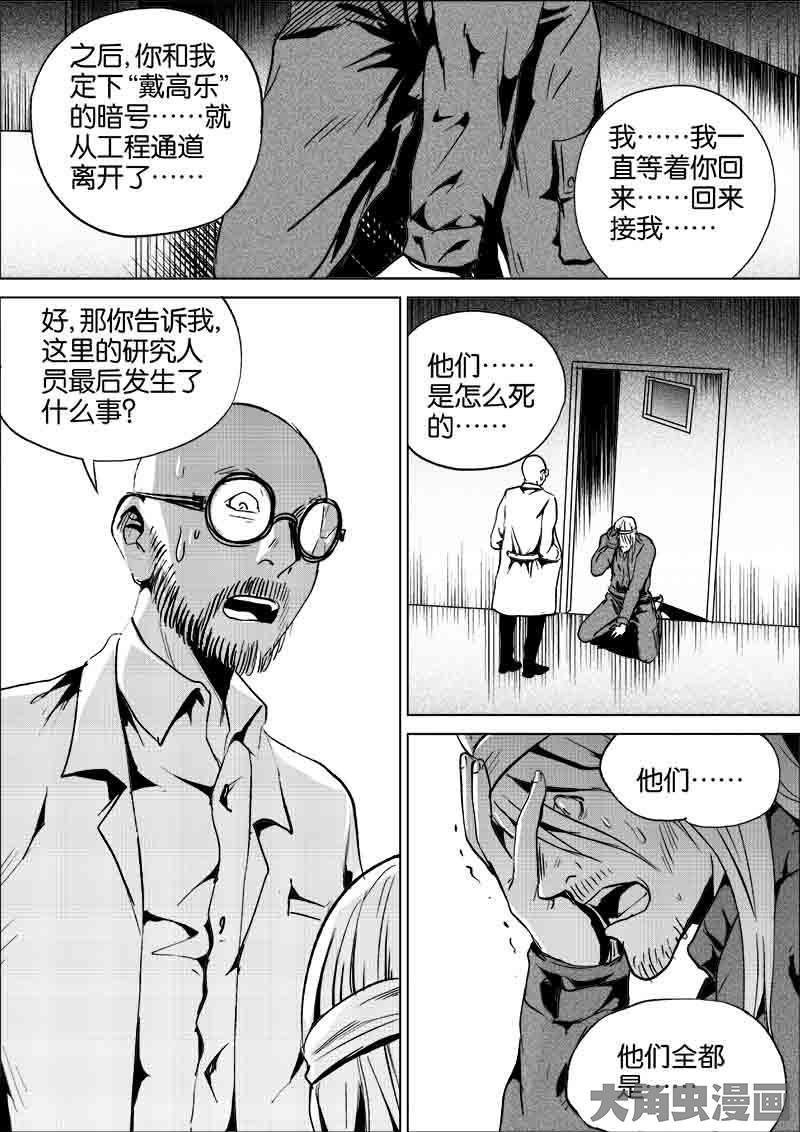 之后,你和我
定下“戴高乐”
的暗号……就
从工程通道
离开了……
我……我一
直等着你回
来……回来
接我……
好,那你告诉我,
这里的研究人
员最后发生了
什么事?
他们……
是怎么死
的……
他们……
他们全都
是……
大角虫漫画